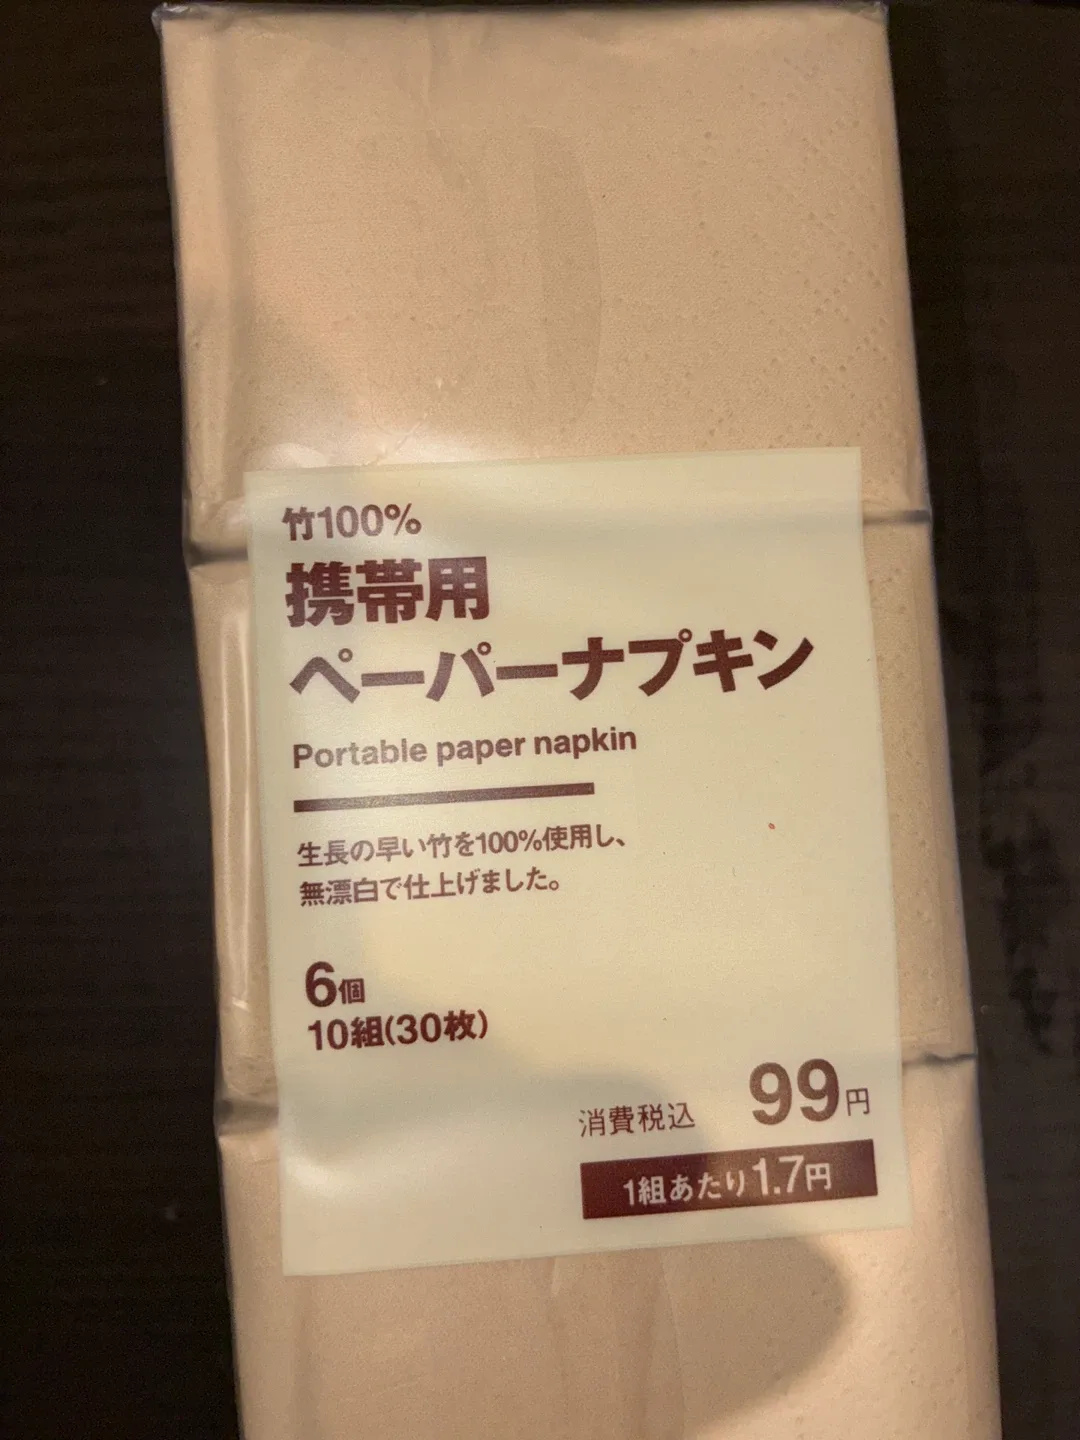 竹100%
携帯用
ペーパーナプキン
Portable paper napkin
生長の早い竹を100%使用し、
無漂白で仕上げました。
6個
10組(30枚)
消費税込 99円
1組あたり1.7円